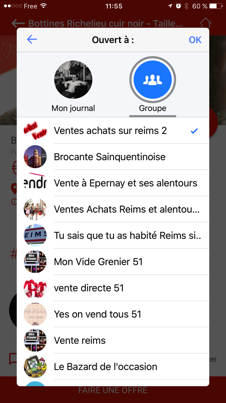 Free
11:55
60 %
Bottines Richelieu cuir noir - Taille...
Ouvert à :
OK
Mon journal
Groupe
Ventes achats sur reims 2
Brocante Sainquentinoise
Vente à Epernay et ses alentours
Ventes Achats Reims et alentou...
Tu sais que tu as habité Reims si..
Mon Vide Grenier 51
vente directe 51
Yes on vend tous 51
Vente reims
Le Bazard de l'occasion
FAIRE UNE OFFRE